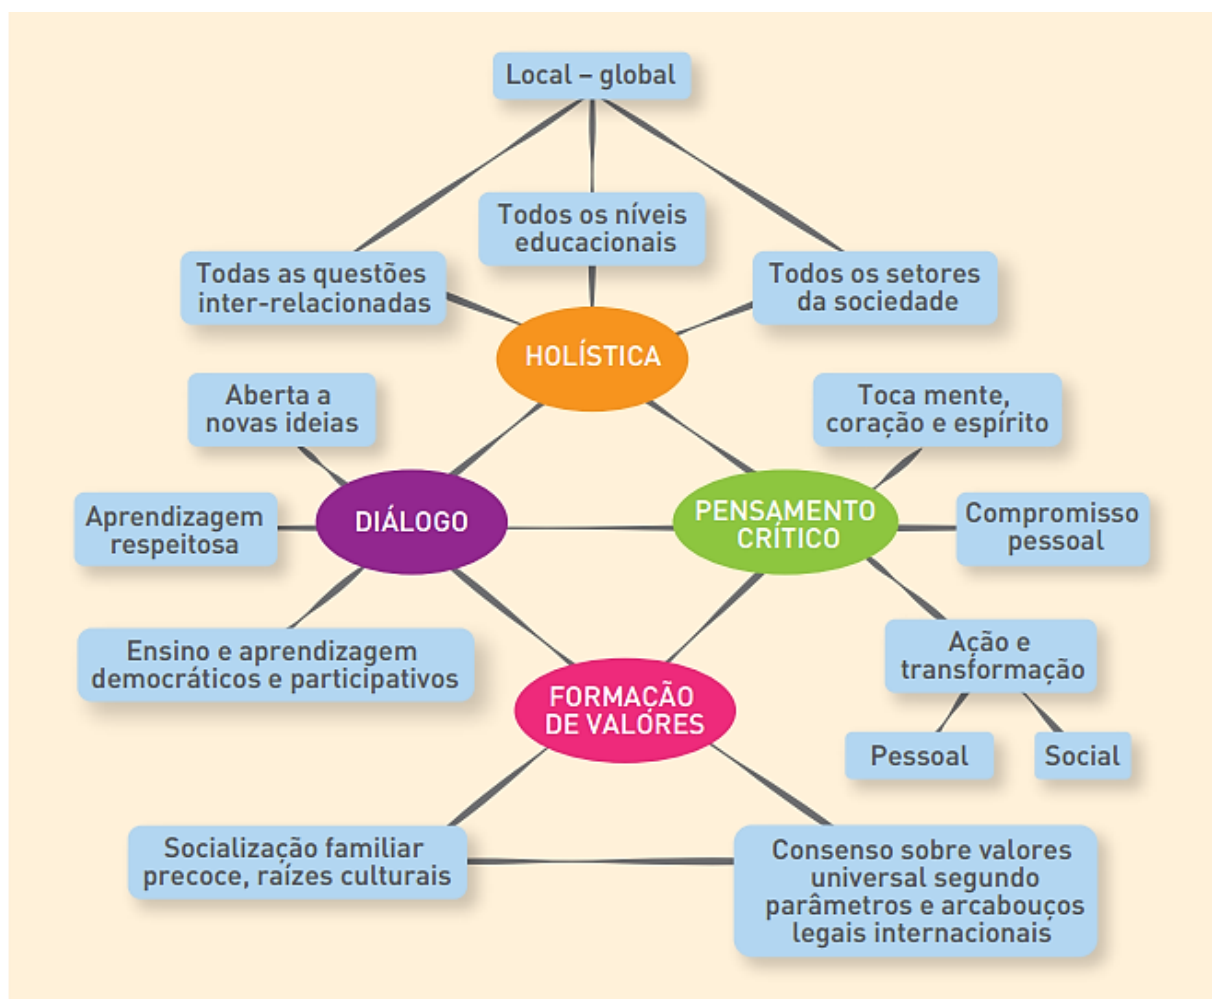 Local – global
Todos os níveis
educacionais
Todas as questões
inter-relacionadas
Todos os setores
da sociedade
HOLÍSTICA
Aberta a
novas ideias
Toca mente,
coração e espírito
Aprendizagem
respeitosa
DIÁLOGO
PENSAMENTO
CRÍTICO
Compromisso
pessoal
Ensino e aprendizagem
democráticos e participativos
Ação e
transformação
FORMAÇÃO
DE VALORES
Pessoal
Social
Socialização familiar
precoce, raízes culturais
Consenso sobre valores
universal segundo
parâmetros e arcabouços
legais internacionais